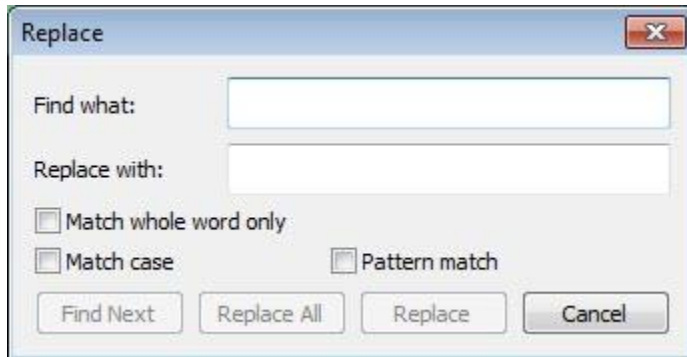 Replace
Find what:
Replace with:
Match whole word only
Match case Pattern match
Find Next Replace All Replace Cancel